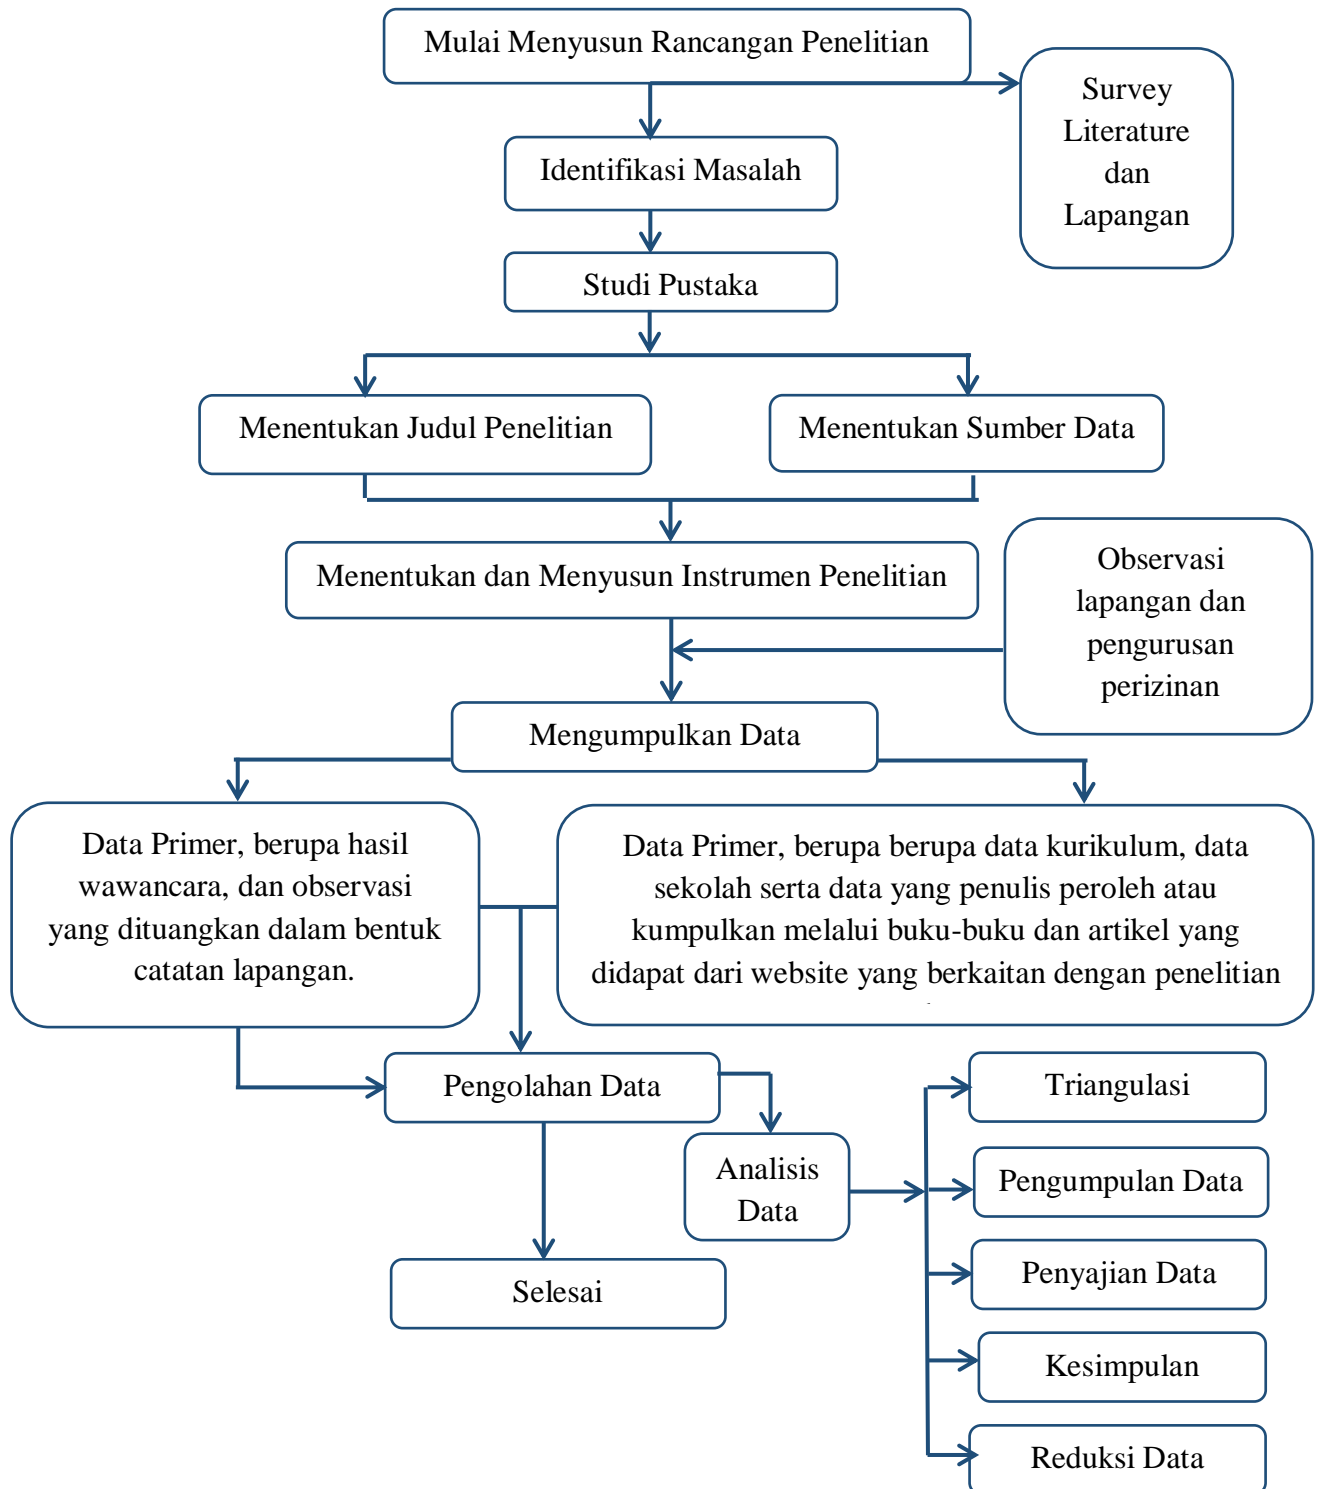 Mulai Menyusun Rancangan Penelitian
Survey
Literature
dan
Lapangan
Identifikasi Masalah
Studi Pustaka
Menentukan Judul Penelitian
Menentukan Sumber Data
Menentukan dan Menyusun Instrumen Penelitian
Observasi
lapangan dan
pengurusan
perizinan
Mengumpulkan Data
Data Primer, berupa hasil
wawancara, dan observasi
yang dituangkan dalam bentuk
catatan lapangan.
Data Primer, berupa berupa data kurikulum, data
sekolah serta data yang penulis peroleh atau
kumpulkan melalui buku-buku dan artikel yang
didapat dari website yang berkaitan dengan penelitian
Pengolahan Data
Analisis
Data
Triangulasi
Pengumpulan Data
Penyajian Data
Kesimpulan
Reduksi Data
Selesai